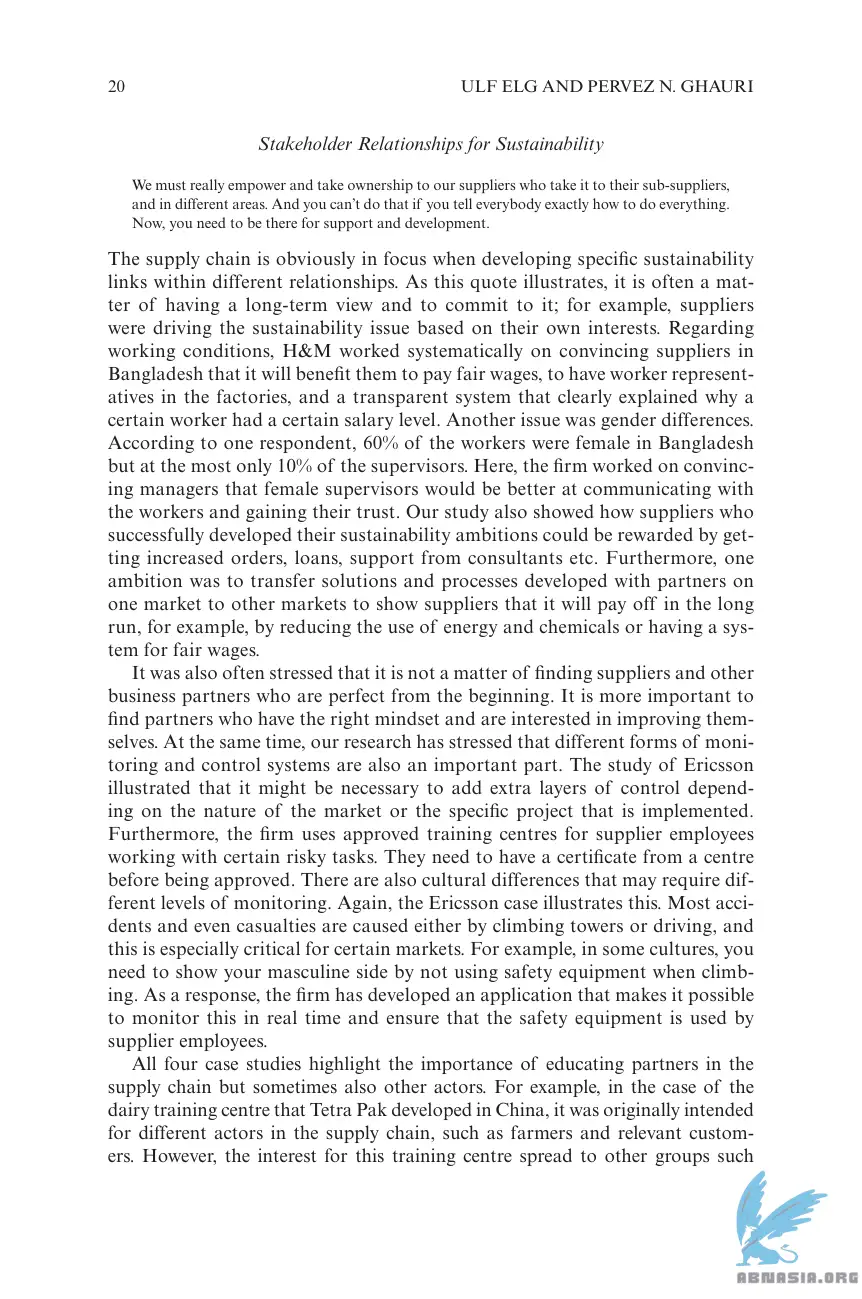 20
ULF ELG AND PERVEZ N. GHAURI
Stakeholder Relationships for Sustainability
We must really empower and take ownership to our suppliers who take it to their sub-suppliers,
and in different areas. And you can't do that if you tell everybody exactly how to do everything.
Now, you need to be there for support and development.
The supply chain is obviously in focus when developing specific sustainability
links within different relationships. As this quote illustrates, it is often a mat-
ter of having a long-term view and to commit to it; for example, suppliers
were driving the sustainability issue based on their own interests. Regarding
working conditions, H&M worked systematically on convincing suppliers in
Bangladesh that it will benefit them to pay fair wages, to have worker represent-
atives in the factories, and a transparent system that clearly explained why a
certain worker had a certain salary level. Another issue was gender differences.
According to one respondent, 60% of the workers were female in Bangladesh
but at the most only 10% of the supervisors. Here, the firm worked on convinc-
ing managers that female supervisors would be better at communicating with
the workers and gaining their trust. Our study also showed how suppliers who
successfully developed their sustainability ambitions could be rewarded by get-
ting increased orders, loans, support from consultants etc. Furthermore, one
ambition was to transfer solutions and processes developed with partners on
one market to other markets to show suppliers that it will pay off in the long
run, for example, by reducing the use of energy and chemicals or having a sys-
tem for fair wages.
It was also often stressed that it is not a matter of finding suppliers and other
business partners who are perfect from the beginning. It is more important to
find partners who have the right mindset and are interested in improving them-
selves. At the same time, our research has stressed that different forms of moni-
toring and control systems are also an important part. The study of Ericsson
illustrated that it might be necessary to add extra layers of control depend-
ing on the nature of the market or the specific project that is implemented.
Furthermore, the firm uses approved training centres for supplier employees
working with certain risky tasks. They need to have a certificate from a centre
before being approved. There are also cultural differences that may require dif-
ferent levels of monitoring. Again, the Ericsson case illustrates this. Most acci-
dents and even casualties are caused either by climbing towers or driving, and
this is especially critical for certain markets. For example, in some cultures, you
need to show your masculine side by not using safety equipment when climb-
ing. As a response, the firm has developed an application that makes it possible
to monitor this in real time and ensure that the safety equipment is used by
supplier employees.
All four case studies highlight the importance of educating partners in the
supply chain but sometimes also other actors. For example, in the case of the
dairy training centre that Tetra Pak developed in China, it was originally intended
for different actors in the supply chain, such as farmers and relevant custom-
ers. However, the interest for this training centre spread to other groups such
ABNASIA.ORG